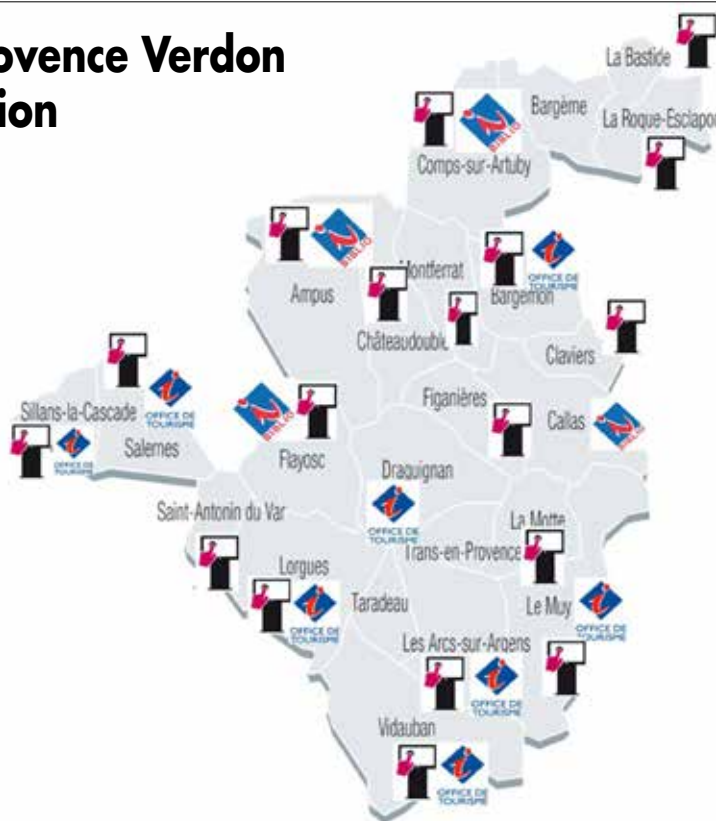 ovence Verdon
ion
La Bastide
Bargème
La Roque-Esclapon
BIBLIO
Comps-sur-Artuby
BIBLIO
Montferrat
OFFICE DE
TOURISME
Ampus
Bargemon
Châteaudouble
Claviers
Sillans-la-Cascade
OFFICE DE
TOURISME
Figanières
BIBLIO
Callas
BIBLIO
OFFICE DE
TOURISME
Salernes
Flayosc
Draguignan
Saint-Antonin du Var
OFFICE DE
TOURISME
La Motte
Trans-en-Provence
Lorgues
OFFICE DE
TOURISME
Taradeau
Le Muy
OFFICE DE
TOURISME
Les Arcs-sur-Argens
OFFICE DE
TOURISME
Vidauban
OFFICE DE
TOURISME